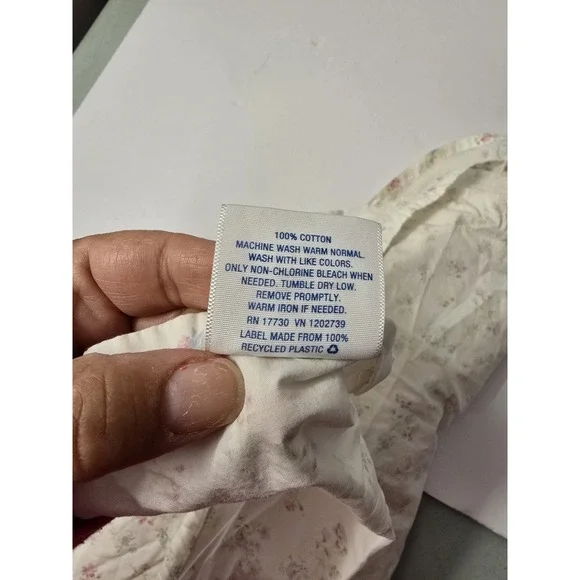 100% COTTON
MACHINE WASH WARM NORMAL.
WASH WITH LIKE COLORS.
ONLY NON-CHLORINE BLEACH WHEN
NEEDED. TUMBLE DRY LOW.
REMOVE PROMPTLY.
WARM IRON IF NEEDED.
RN 17730 VN 1202739
LABEL MADE FROM 100%
RECYCLED PLASTIC